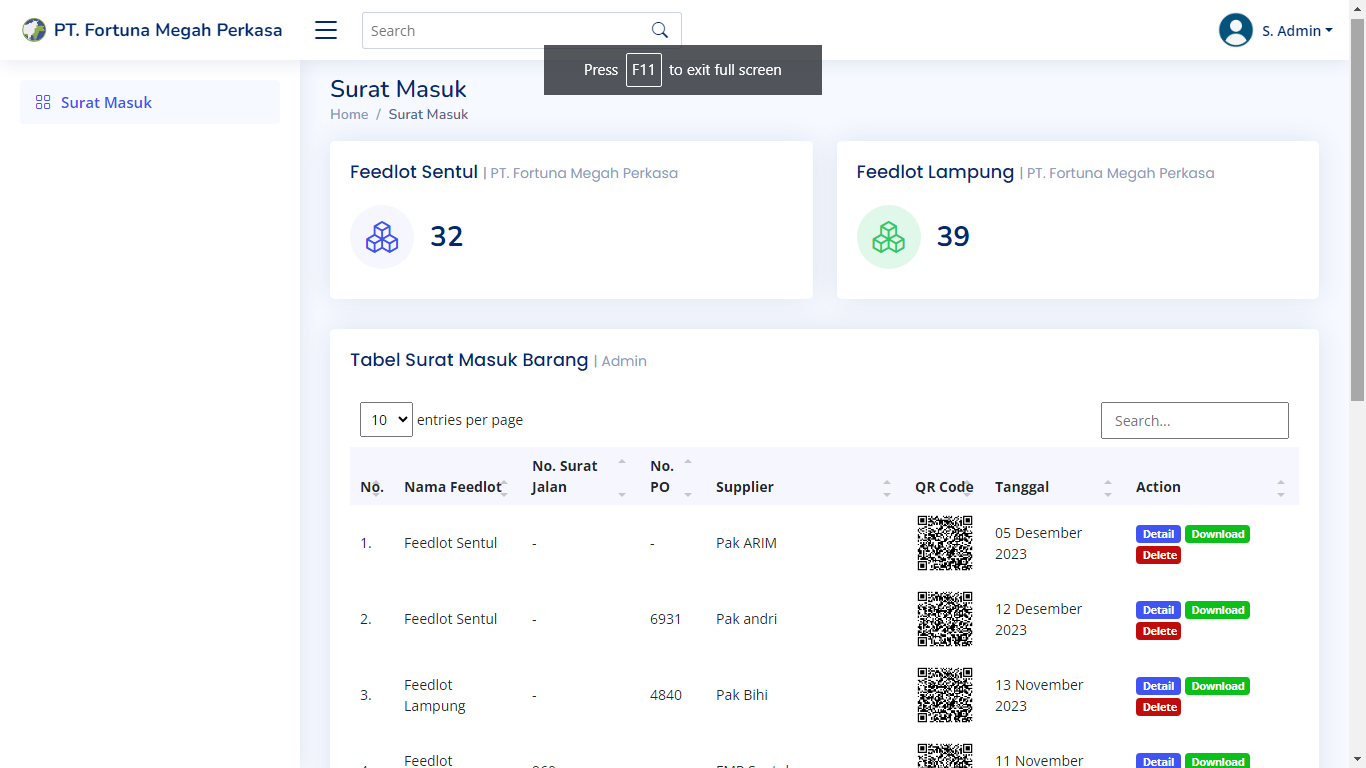 PT. Fortuna Megah Perkasa
Search
S. Admin
Press F11 to exit full screen
Surat Masuk
Surat Masuk
Home / Surat Masuk
Feedlot Sentul | PT. Fortuna Megah Perkasa
32
Feedlot Lampung | PT. Fortuna Megah Perkasa
39
Tabel Surat Masuk Barang | Admin
10 entries per page
Search...
No. Nama Feedlot No. Surat Jalan No. PO Supplier QR Code Tanggal Action
1. Feedlot Sentul - - Pak ARIM 05 Desember 2023 Detail Download Delete
2. Feedlot Sentul - 6931 Pak andri 12 Desember 2023 Detail Download Delete
3. Feedlot Lampung - 4840 Pak Bihi 13 November 2023 Detail Download Delete
Feedlot 11 November Detail Download